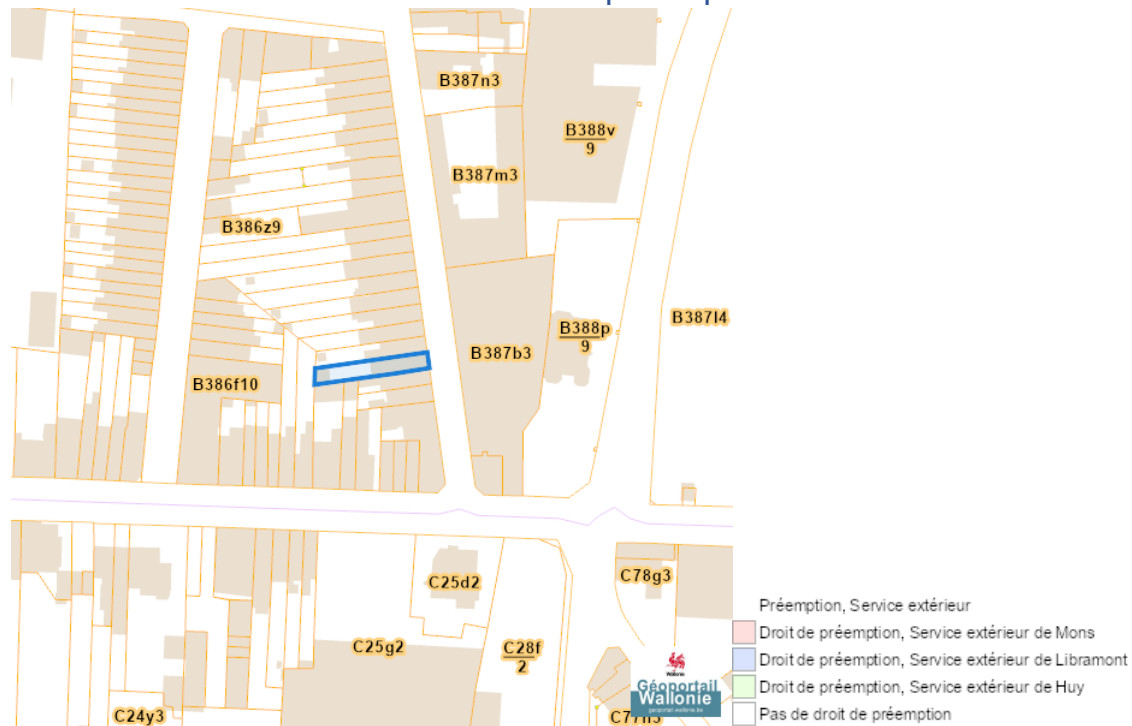 B387n3
B388v
9
B387m3
B386z9
B387l4
B388p
9
B387b3
B386f10
C25d2
C78g3
C25g2
C28f
2
C24y3
Préemption, Service extérieur
Droit de préemption, Service extérieur de Mons
Droit de préemption, Service extérieur de Libramont
Droit de préemption, Service extérieur de Huy
Pas de droit de préemption
Wallonie
Géoportail
Wallonie
geoportail.wallonie.be